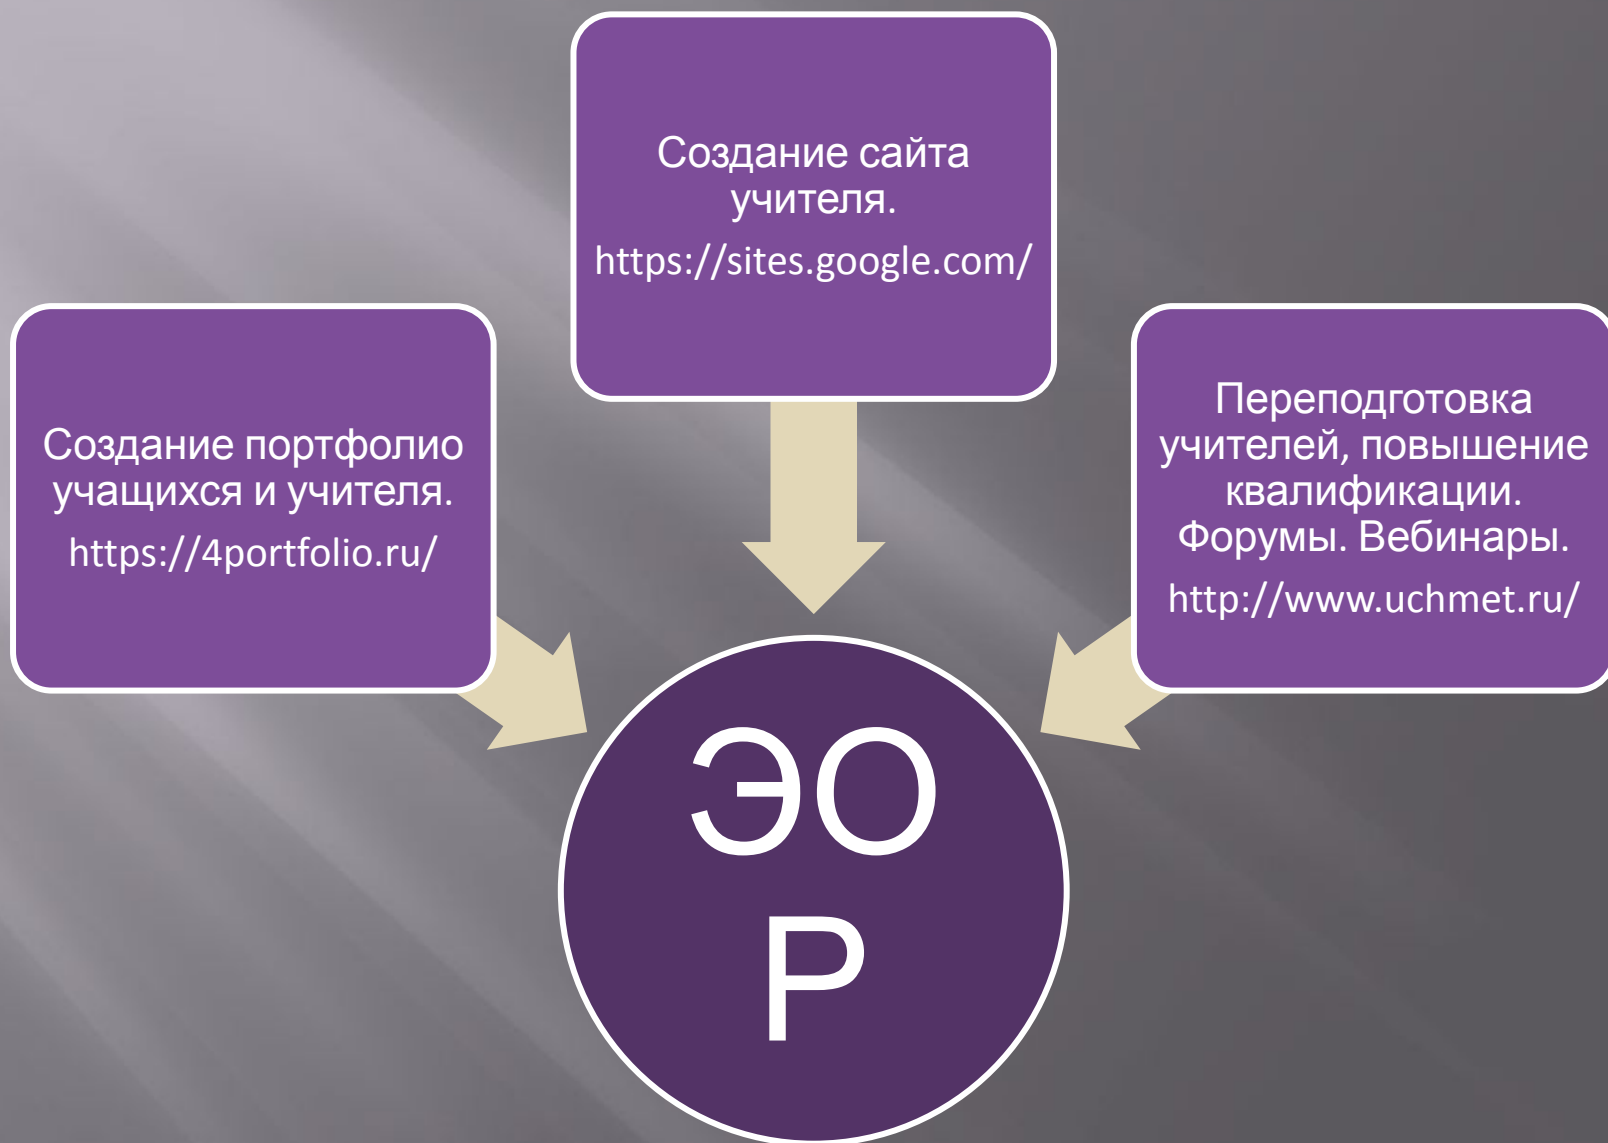 Создание сайта
учителя.
https://sites.google.com/
Создание портфолио
учащихся и учителя.
https://4portfolio.ru/
Переподготовка
учителей, повышение
квалификации.
Форумы. Вебинары.
http://www.uchmet.ru/
ЭО
Р